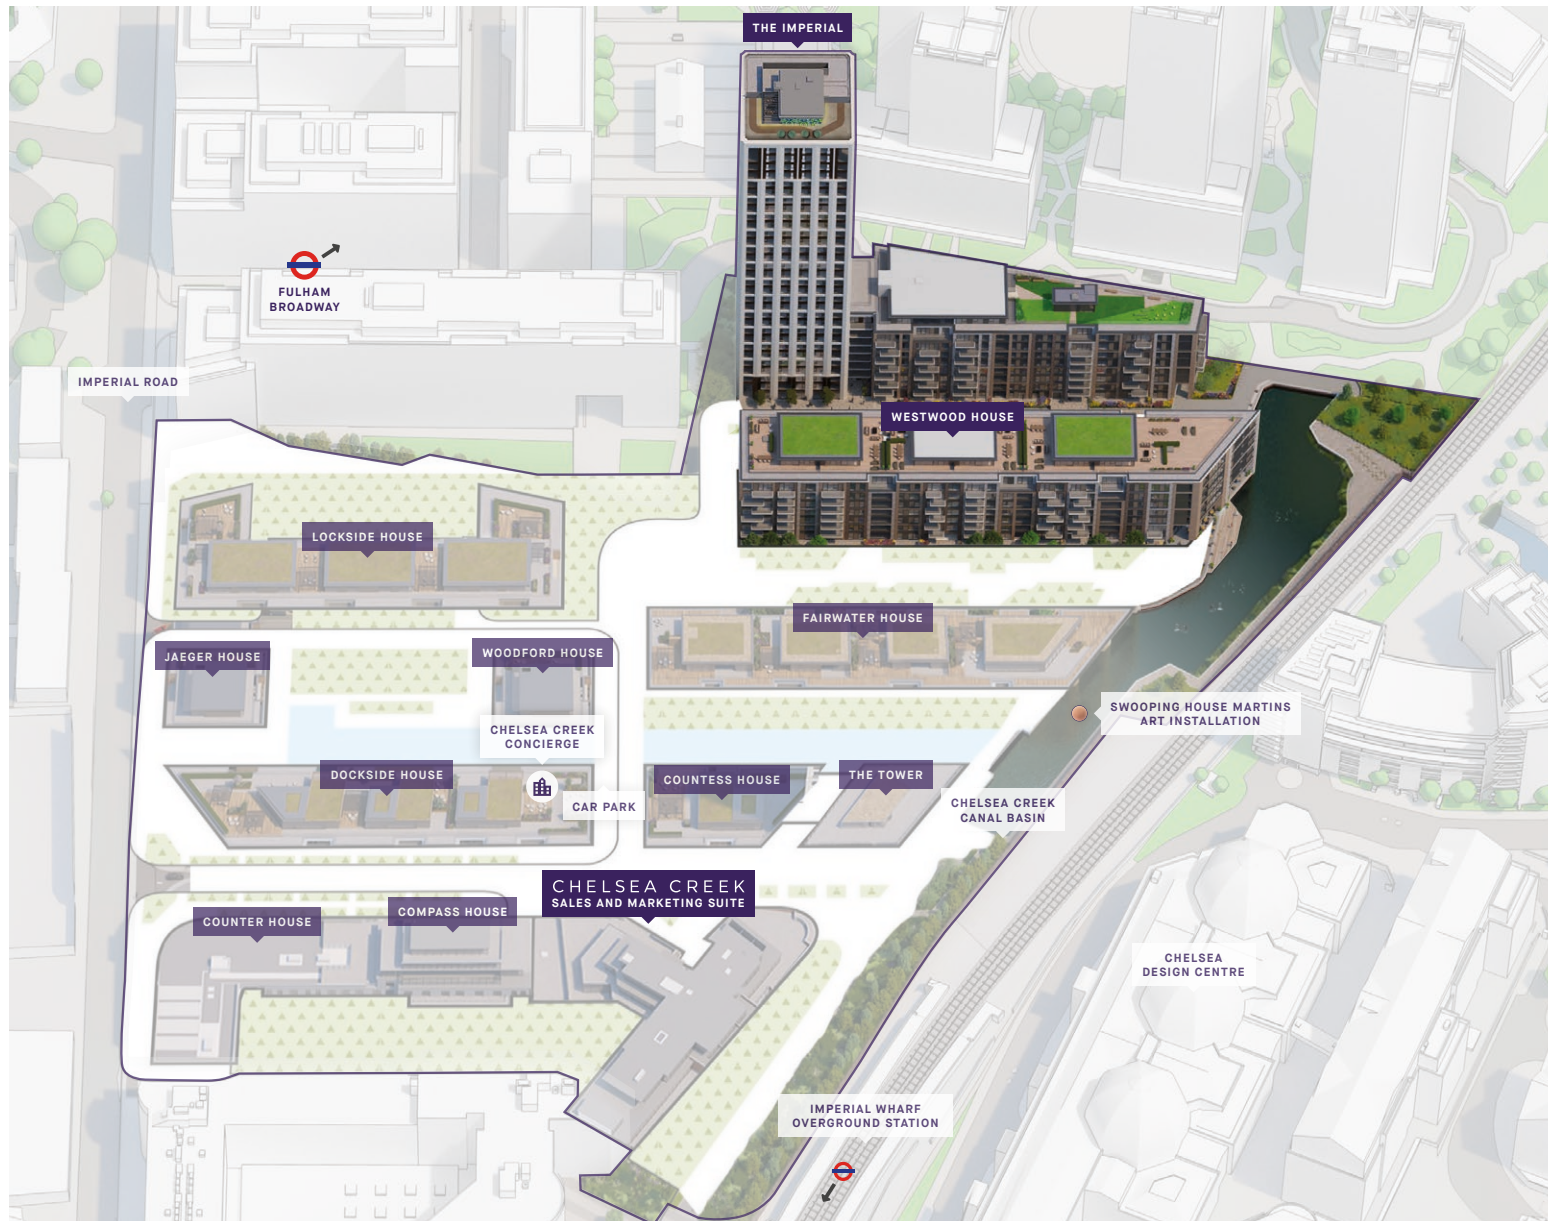 THE IMPERIAL
FULHAM
BROADWAY
IMPERIAL ROAD
WESTWOOD HOUSE
LOCKSIDE HOUSE
FAIRWATER HOUSE
JAEGER HOUSE
WOODFORD HOUSE
SWOOPING HOUSE MARTINS
ART INSTALLATION
CHELSEA CREEK
CONCIERGE
DOCKSIDE HOUSE
COUNTESS HOUSE
THE TOWER
CAR PARK
CHELSEA CREEK
CANAL BASIN
CHELSEA CREEK
SALES AND MARKETING SUITE
COUNTER HOUSE
COMPASS HOUSE
CHELSEA
DESIGN CENTRE
IMPERIAL WHARF
OVERGROUND STATION